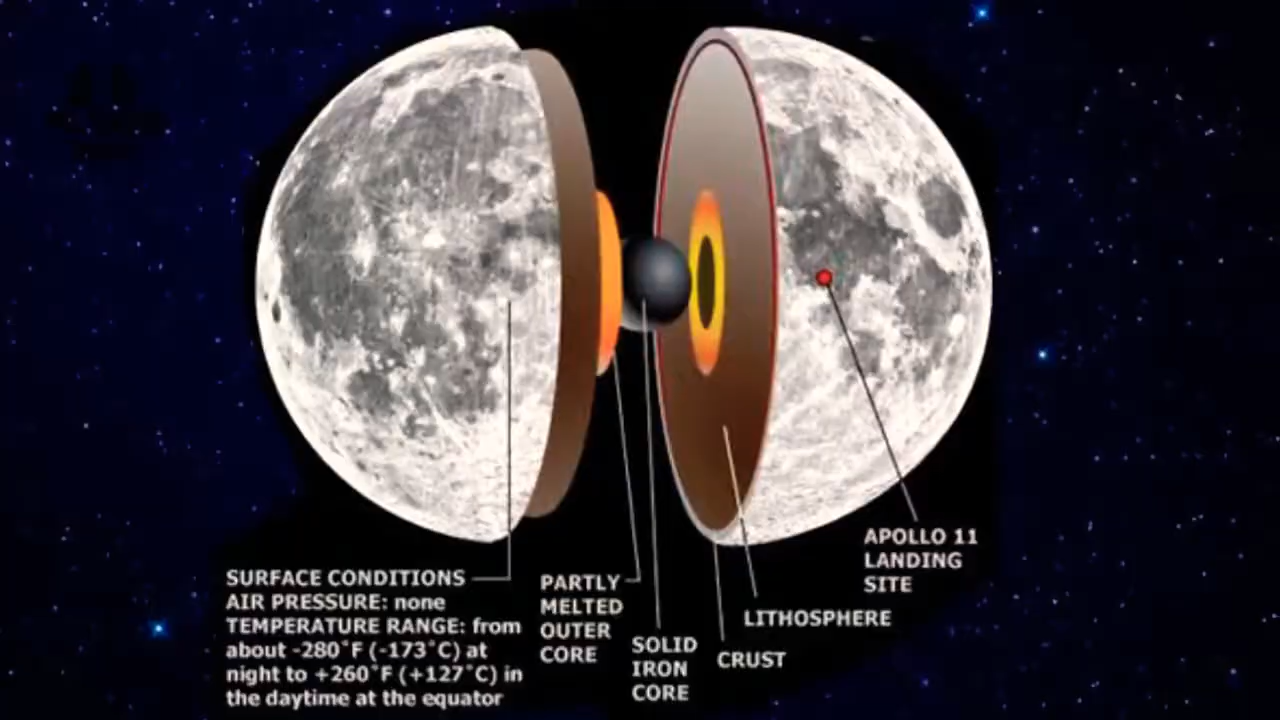 SURFACE CONDITIONS
AIR PRESSURE: none
TEMPERATURE RANGE: from
about -280˚F (-173˚C) at
night to +260˚F (+127˚C) in
the daytime at the equator
PARTLY
MELTED
OUTER
CORE
SOLID
IRON
CORE
CRUST
LITHOSPHERE
APOLLO 11
LANDING
SITE